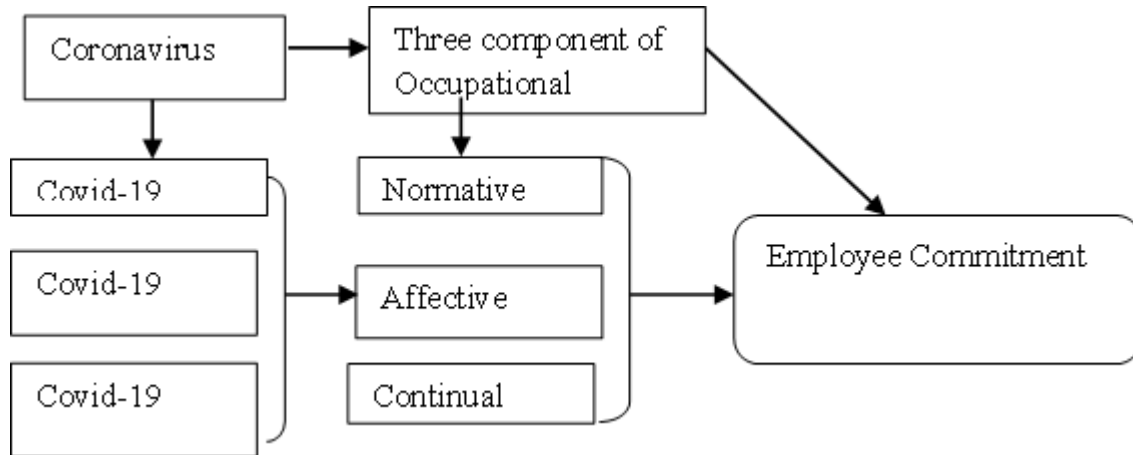 Coronavirus
Three component of
Occupational
Covid-19
Normative
Covid-19
Affective
Employee Commitment
Covid-19
Continual